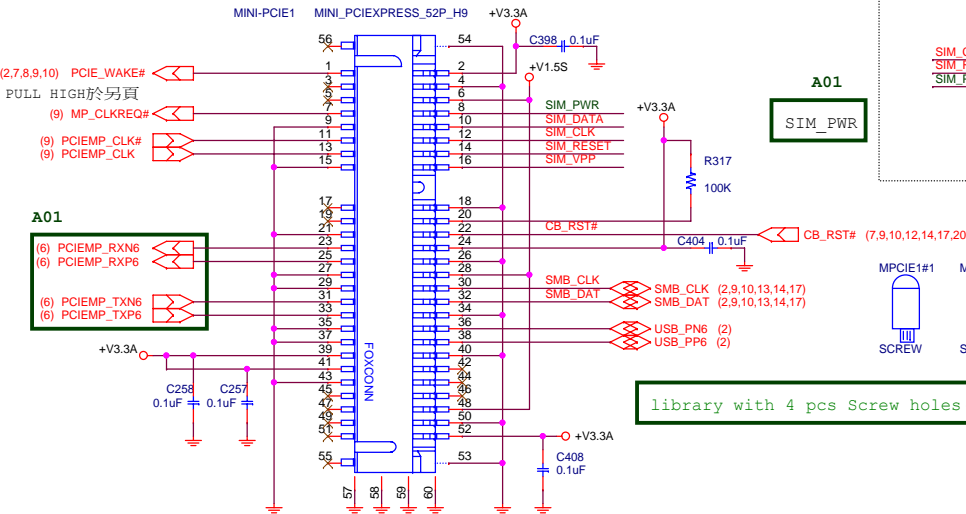 MINI-PCIE1 MINI_PCIEXPRESS_52P_H9
+V3.3A
C398 0.1uF
+V1.5S
56 54
(2,7,8,9,10) PCIE_WAKE# 1 2
3 4
PULL HIGH於另頁 5 6
(9) MP_CLKREQ# 7 8 SIM_PWR
9 10 SIM_DATA
(9) PCIEMP_CLK# 11 12 SIM_CLK
(9) PCIEMP_CLK 13 14 SIM_RESET
15 16 SIM_VPP
+V3.3A
R317
100K
A01
SIM_PWR
17 18
19 20
A01
21 22 CB_RST#
CB_RST# (7,9,10,12,14,17,20
(6) PCIEMP_RXN6 23 24
C404 0.1uF
(6) PCIEMP_RXP6 25 26
27 28
29 30 SMB_CLK SMB_CLK (2,9,10,13,14,17)
(6) PCIEMP_TXN6 31 32 SMB_DAT SMB_DAT (2,9,10,13,14,17)
(6) PCIEMP_TXP6 33 34
35 36 USB_PN6 (2)
37 38 USB_PP6 (2)
+V3.3A 39 40
41 42
43 44
45 46
47 48
49 50
51 52 +V3.3A
55 53
C258
0.1uF
C257
0.1uF
C408
0.1uF
FOXCONN
57 58 59 60
MPCIE1#1
SCREW
library with 4 pcs Screw holes